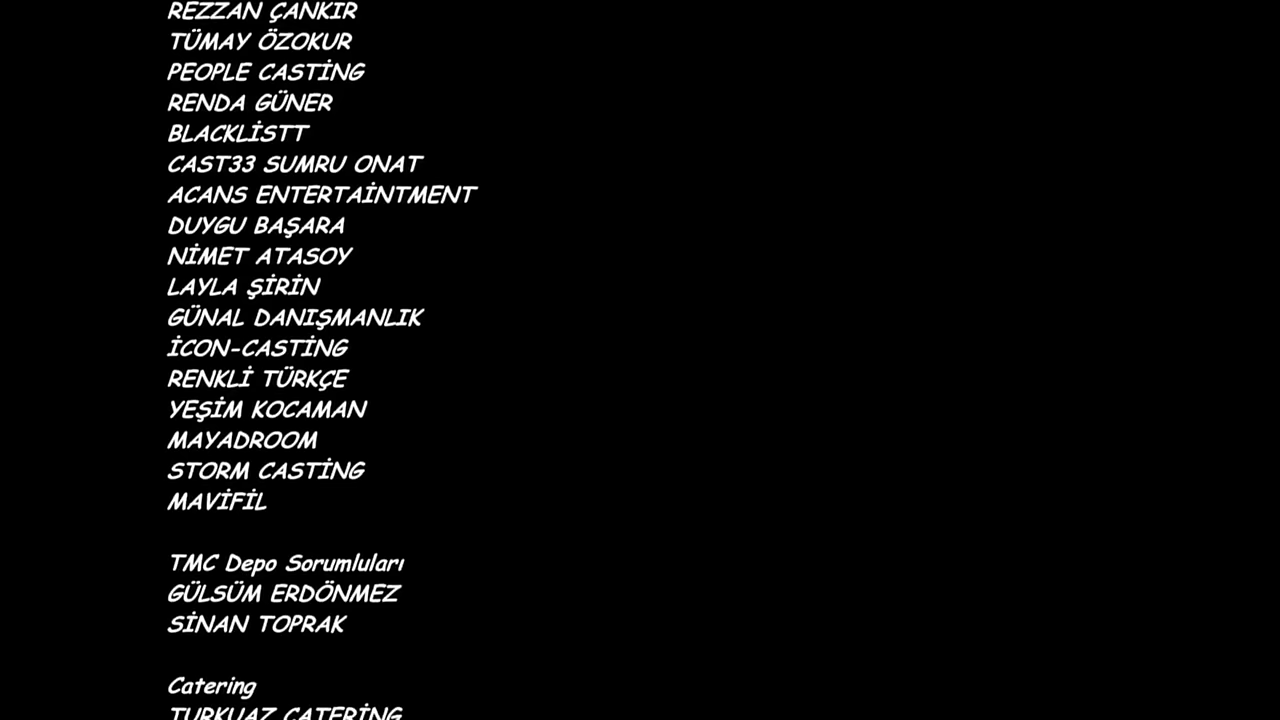 REZZAN ÇANKIR
TÜMAY ÖZOKUR
PEOPLE CASTİNG
RENDA GÜNER
BLACKLİSTT
CAST33 SUMRU ONAT
ACANS ENTERTAİNTMENT
DUYGU BAŞARA
NİMET ATASOY
LAYLA ŞİRİN
GÜNAL DANIŞMANLIK
İCON-CASTİNG
RENKLİ TÜRKÇE
YEŞİM KOCAMAN
MAYADROOM
STORM CASTİNG
MAVİFİL
TMC Depo Sorumluları
GÜLSÜM ERDÖNMEZ
SİNAN TOPRAK
Catering
TURKUAZ CATERİNG